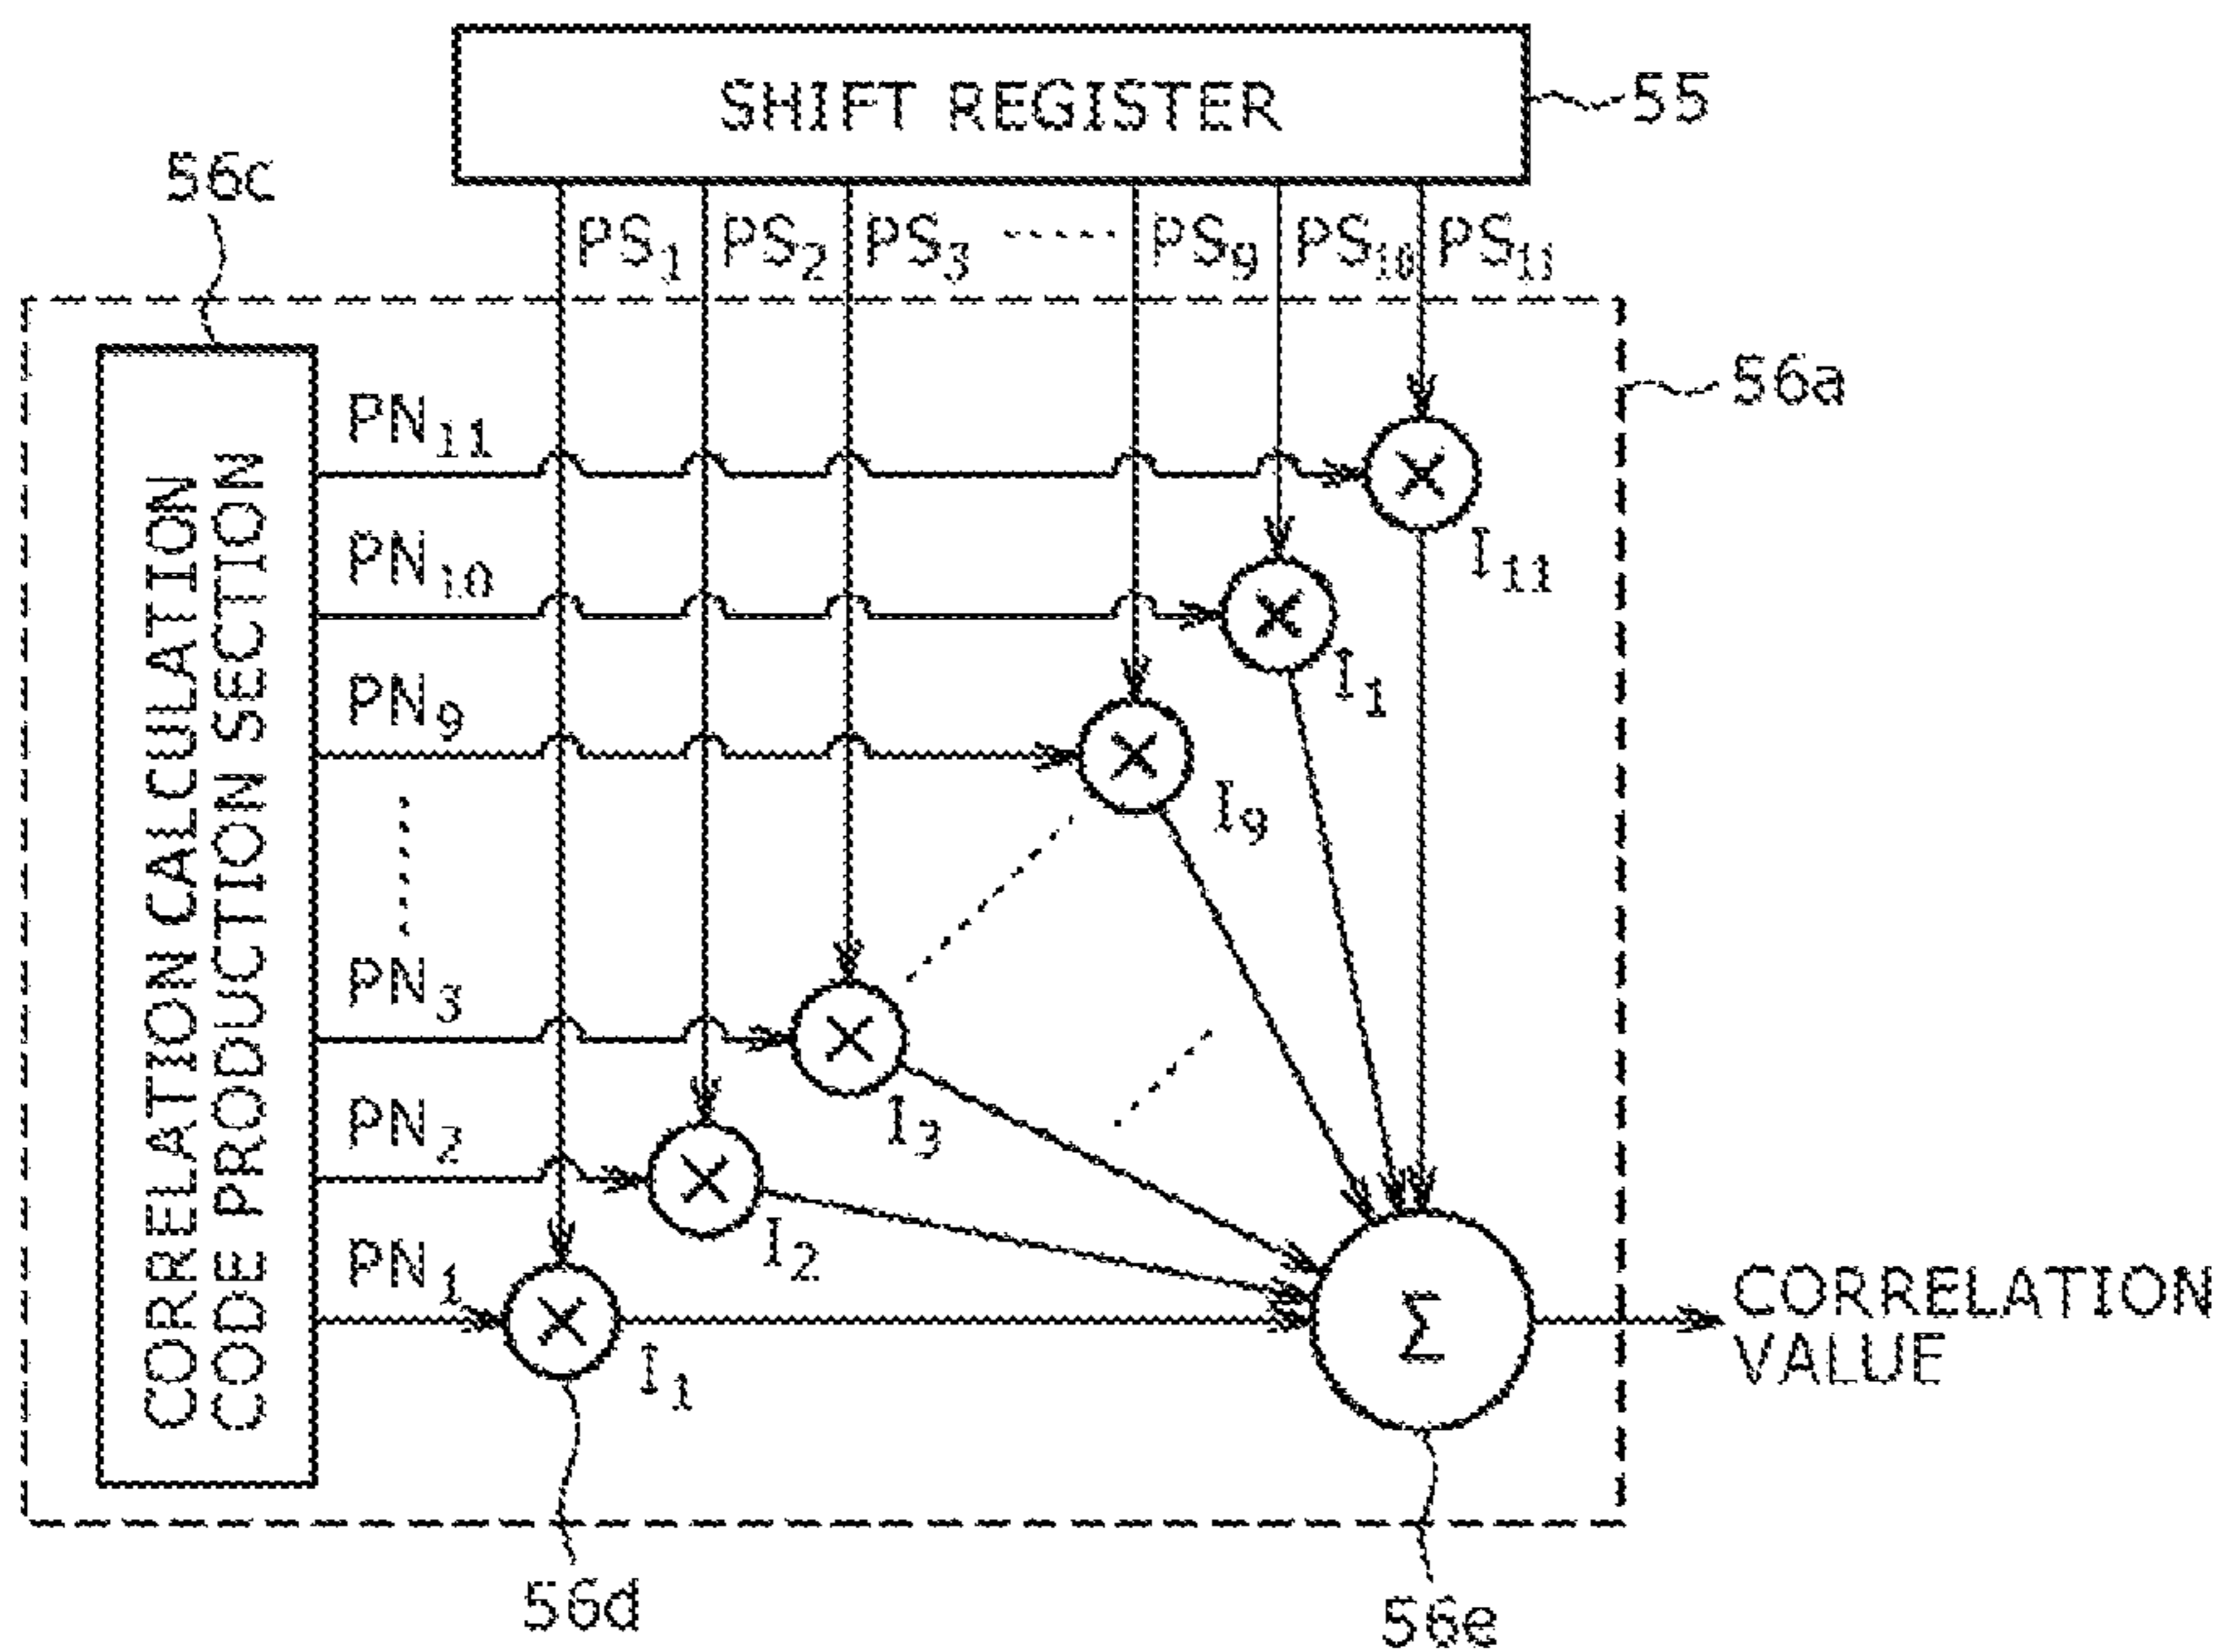 SHIFT REGISTER
55
56c
PS1 PS2 PS3 ····· PS9 PS10 PS11
56a
PN11
I11
PN10
I1
PN9
I9
PN3
I3
PN2
I2
PN1
I1
CORRELATION CALCULATION
CODE PRODUCTION SECTION
Σ
CORRELATION
VALUE
56d
56e